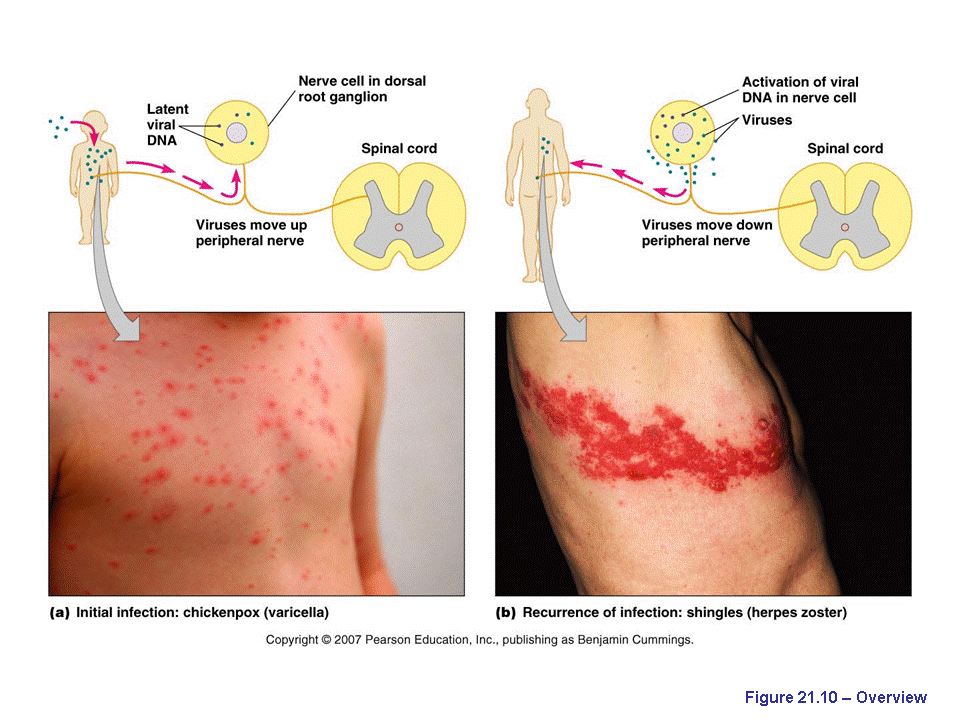 Nerve cell in dorsal
root ganglion
Latent
viral
DNA
Spinal cord
Viruses move up
peripheral nerve
Activation of viral
DNA in nerve cell
Viruses
Spinal cord
Viruses move down
peripheral nerve
(a) Initial infection: chickenpox (varicella)
(b) Recurrence of infection: shingles (herpes zoster)
Copyright © 2007 Pearson Education, Inc., publishing as Benjamin Cummings.
Figure 21.10 – Overview